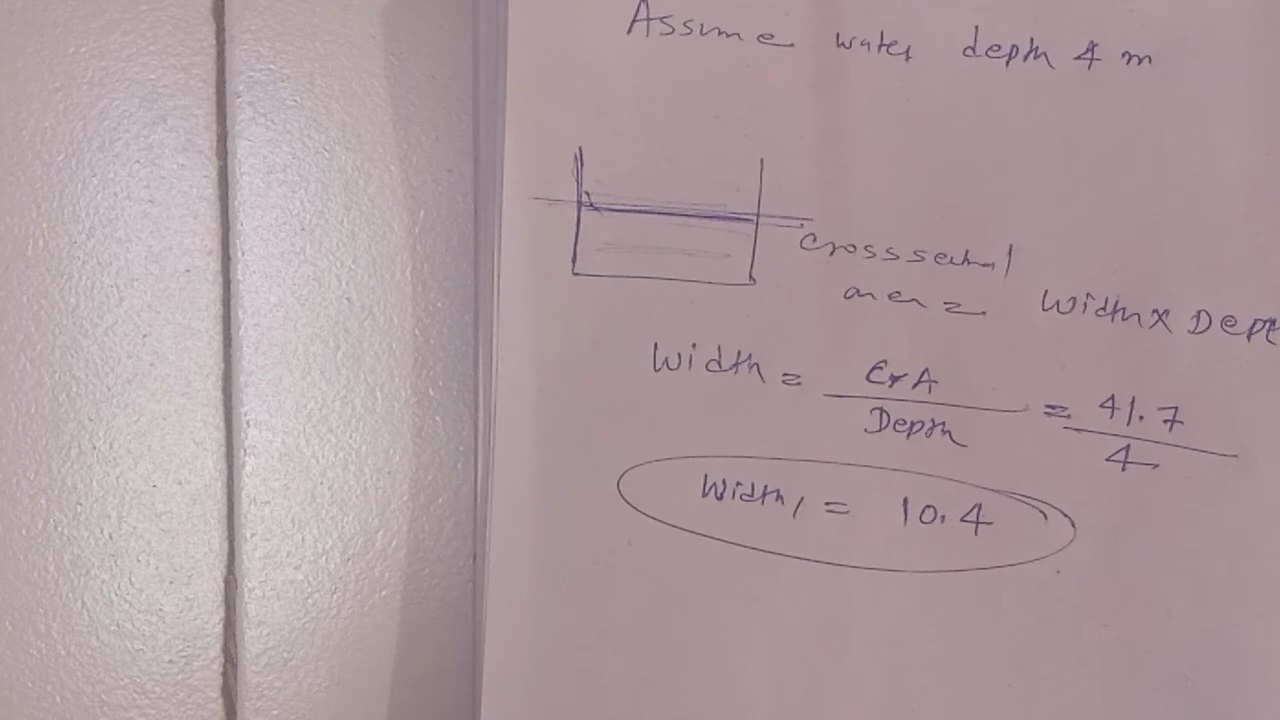 Assume water depth 4 m
crosssectional
area = Width x Dept
Width = CrA / Depth = 41.7 / 4
Width, = 10.4